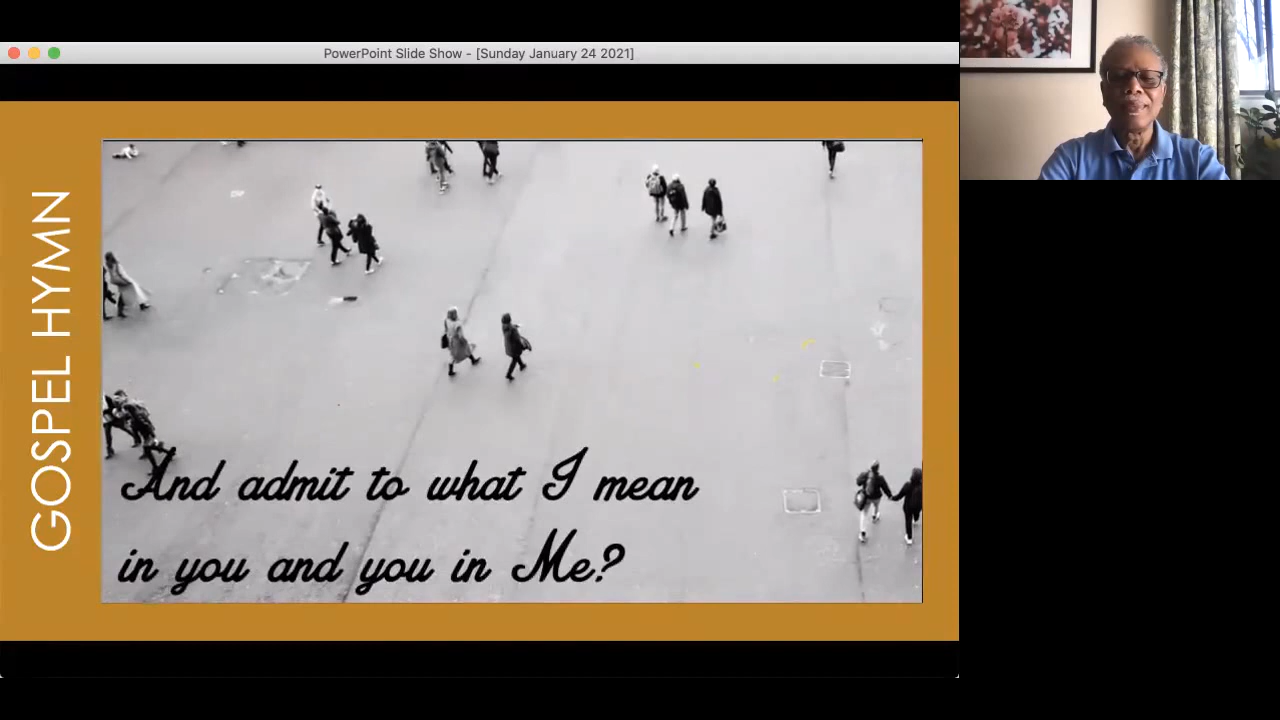 PowerPoint Slide Show - [Sunday January 24 2021]
GOSPEL HYMN
And admit to what I mean
in you and you in Me?